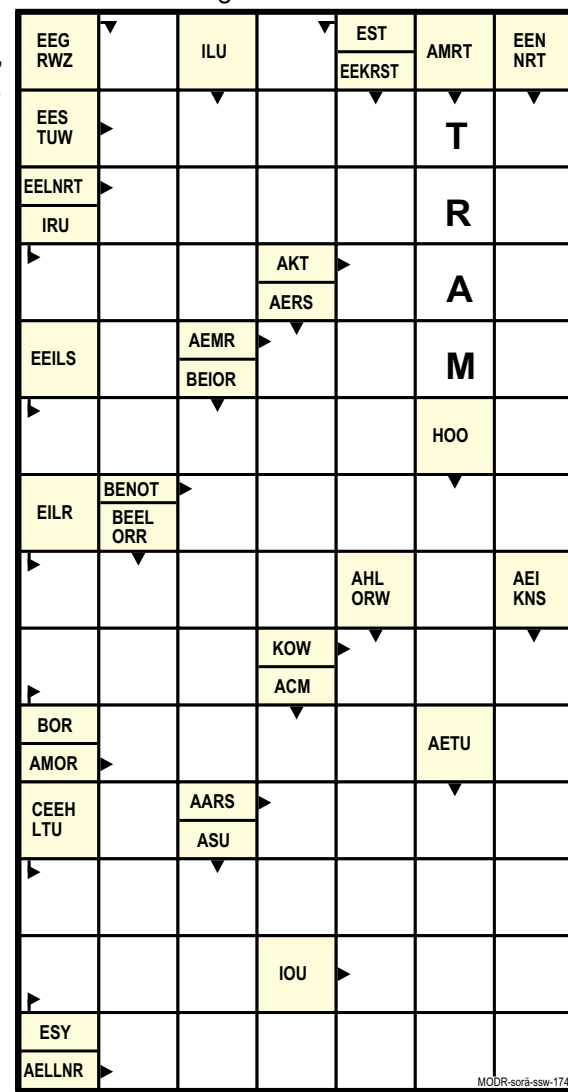 EEG
RWZ
ILU
EST
EEKRST
AMRT
EEN
NRT
EES
TUW
T
EELNRT
IRU
R
AKT
AERS
A
EEILS
AEMR
BEIOR
M
HOO
EILR
BENOT
BEEL
ORR
AHL
ORW
AEI
KNS
KOW
ACM
BOR
AMOR
AETU
CEEH
LTU
AARS
ASU
IOU
ESY
AELLNR
MODR-sorä-ssw-174